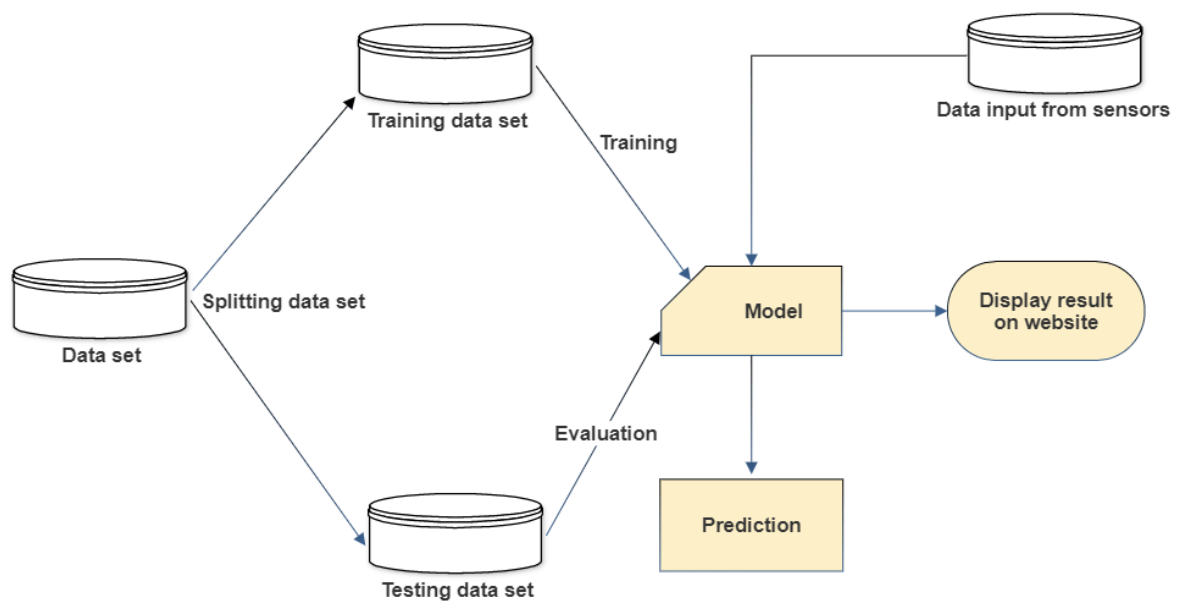 Training data set
Data input from sensors
Training
Splitting data set
Data set
Model
Display result
on website
Evaluation
Prediction
Testing data set